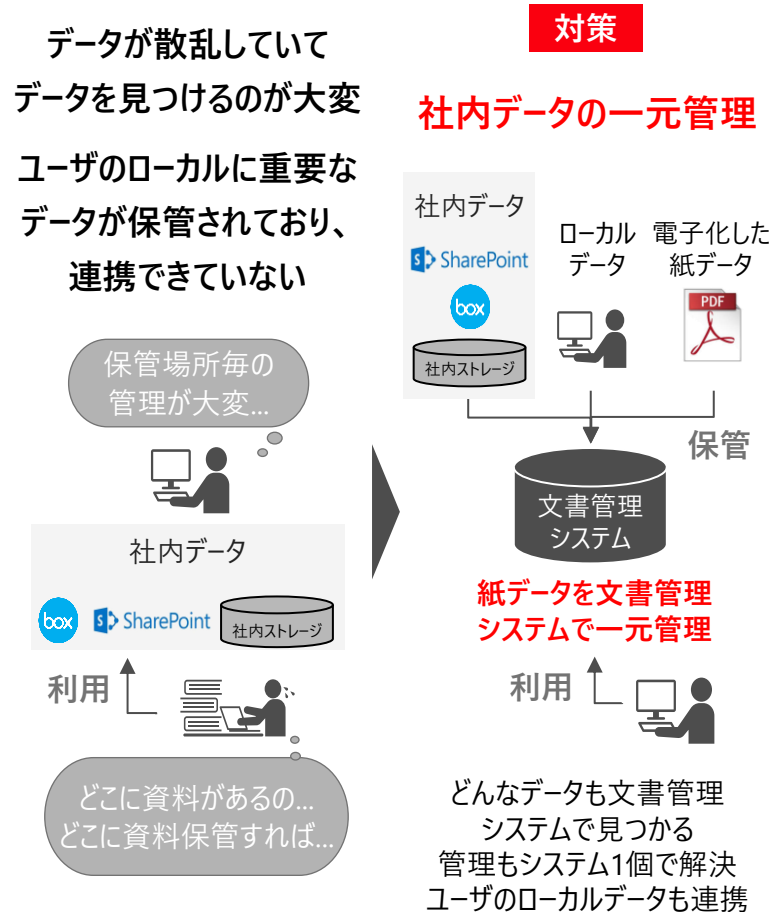 データが散乱していて
データを見つけるのが大変
ユーザのローカルに重要な
データが保管されており、
連携できていない
保管場所毎の
管理が大変...
社内データ
box
S SharePoint
社内ストレージ
利用
どこに資料があるの...
どこに資料保管すれば...
対策
社内データの一元管理
社内データ
S SharePoint
box
社内ストレージ
ローカル
データ
電子化した
紙データ
PDF
保管
文書管理
システム
紙データを文書管理
システムで一元管理
利用
どんなデータも文書管理
システムで見つかる
管理もシステム1個で解決
ユーザのローカルデータも連携